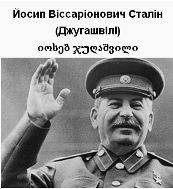 Йосип Віссаріонович Сталін
(Джугашвілі)
იოსებ ჯუღაშვილი